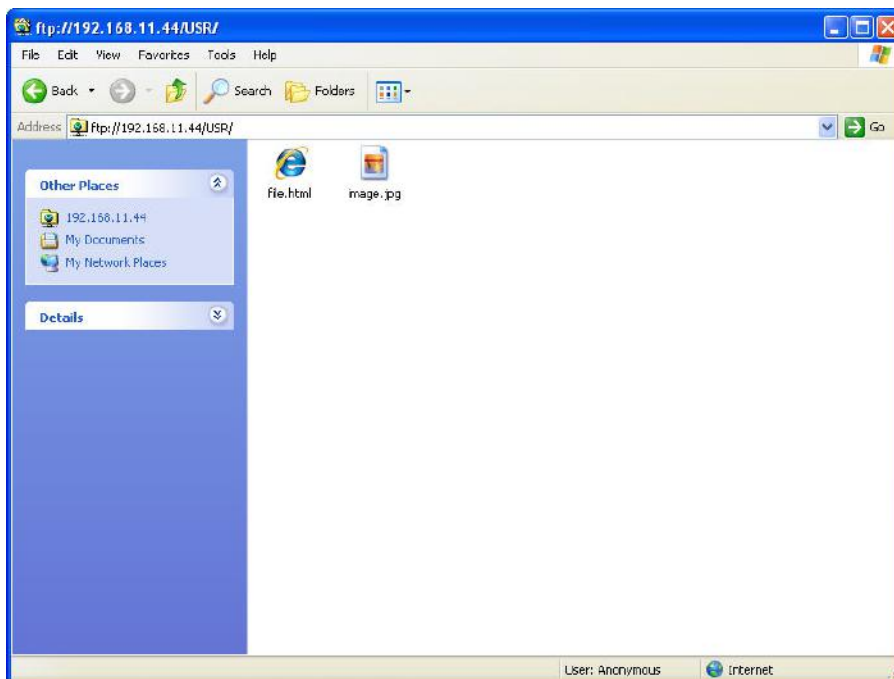 ftp://192.168.11.44/USR/
File Edit View Favorites Tools Help
Back Search Folders
Address ftp://192.168.11.44/USR/ Go
file.html image.jpg
Other Places
192.168.11.44
My Documents
My Network Places
Details
User: Anonymous Internet